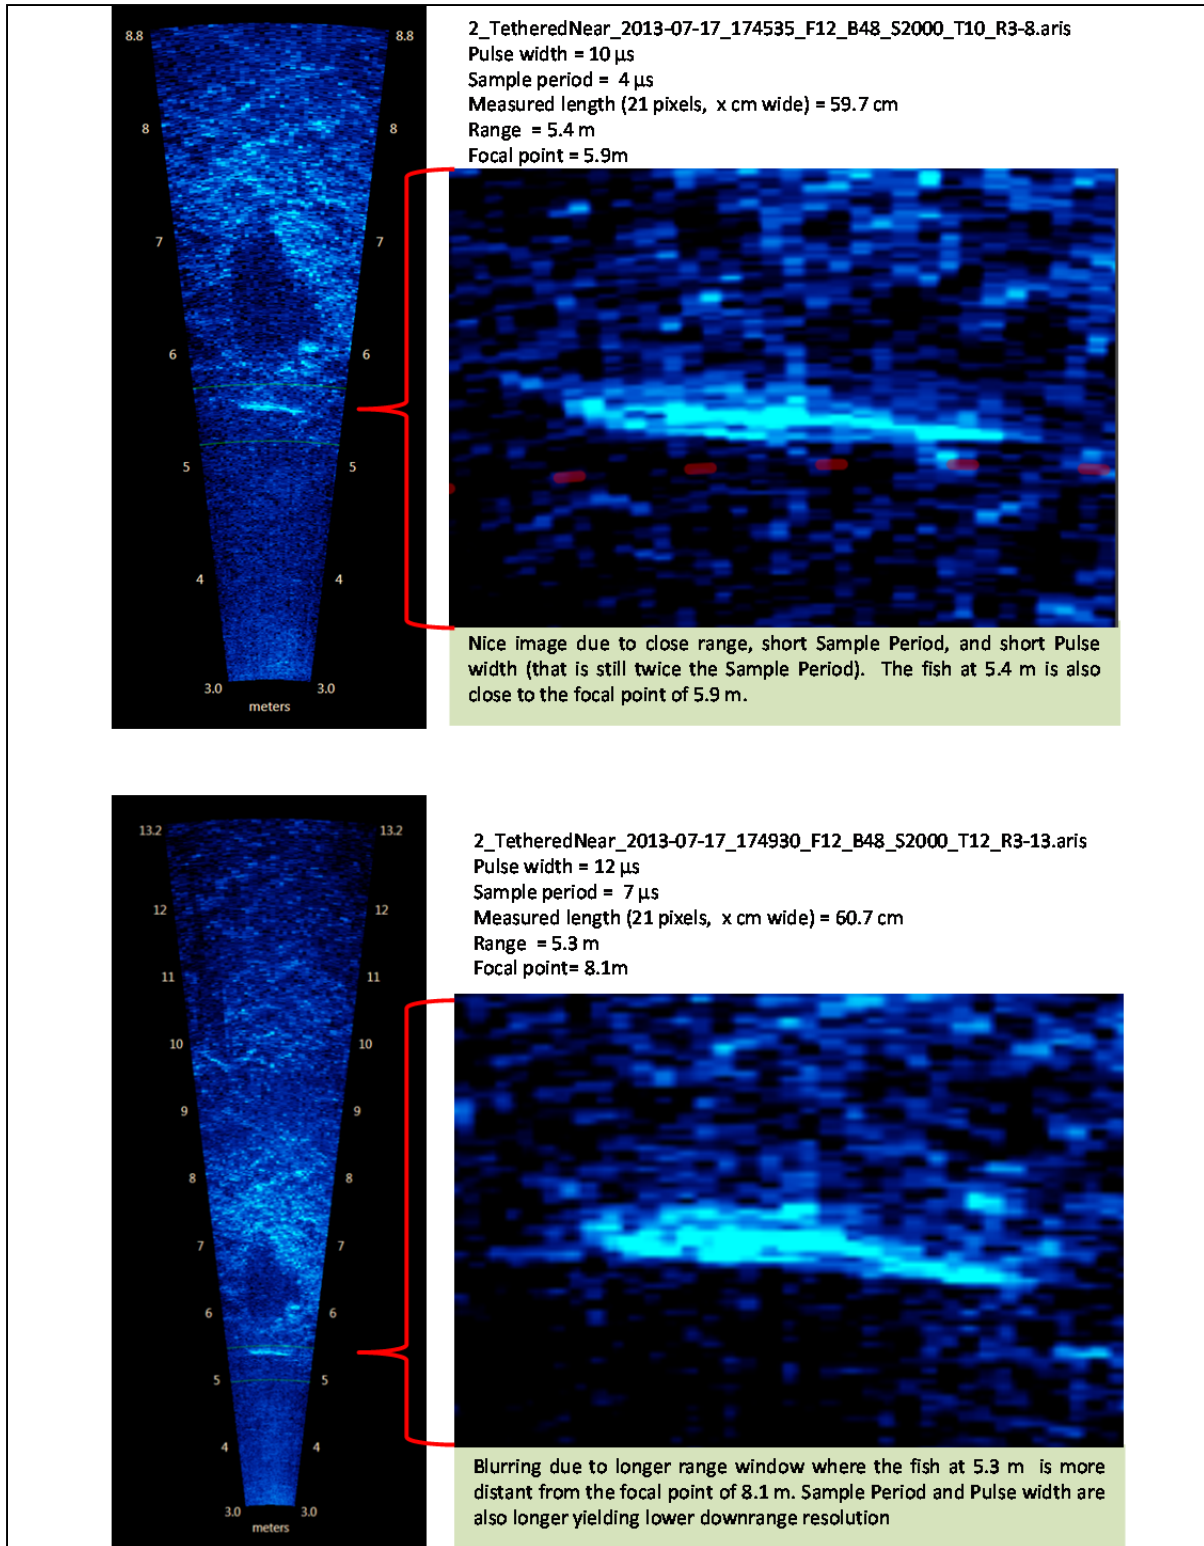 8.8 8.8
8 8
7 7
6 6
5 5
4 4
3.0 3.0
meters
2_TetheredNear_2013-07-17_174535_F12_B48_S2000_T10_R3-8.aris
Pulse width = 10 µs
Sample period = 4 µs
Measured length (21 pixels, x cm wide) = 59.7 cm
Range = 5.4 m
Focal point = 5.9m
Nice image due to close range, short Sample Period, and short Pulse
width (that is still twice the Sample Period). The fish at 5.4 m is also
close to the focal point of 5.9 m.
13.2 13.2
12 12
11 11
10 10
9 9
8 8
7 7
6 6
5 5
4 4
3.0 3.0
meters
2_TetheredNear_2013-07-17_174930_F12_B48_S2000_T12_R3-13.aris
Pulse width = 12 µs
Sample period = 7 µs
Measured length (21 pixels, x cm wide) = 60.7 cm
Range = 5.3 m
Focal point= 8.1m
Blurring due to longer range window where the fish at 5.3 m is more
distant from the focal point of 8.1 m. Sample Period and Pulse width are
also longer yielding lower downrange resolution